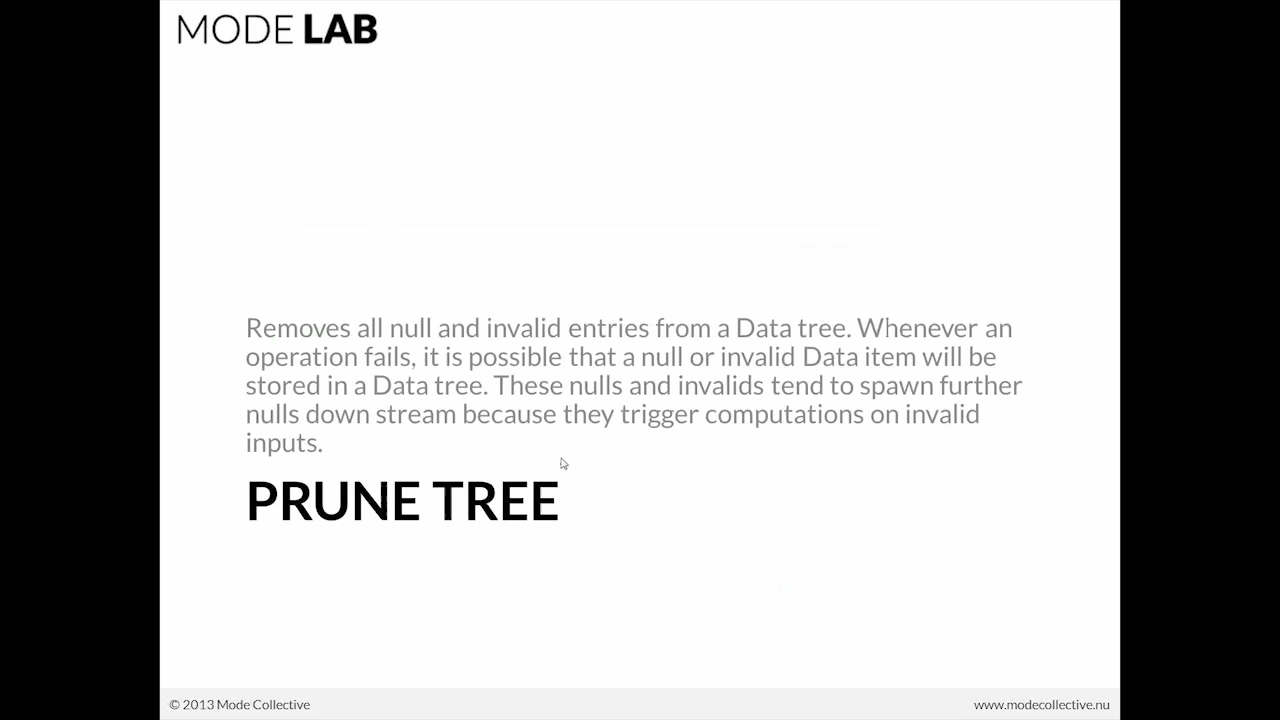 MODE LAB
Removes all null and invalid entries from a Data tree. Whenever an
operation fails, it is possible that a null or invalid Data item will be
stored in a Data tree. These nulls and invalids tend to spawn further
nulls down stream because they trigger computations on invalid
inputs.
PRUNE TREE
© 2013 Mode Collective
www.modecollective.nu